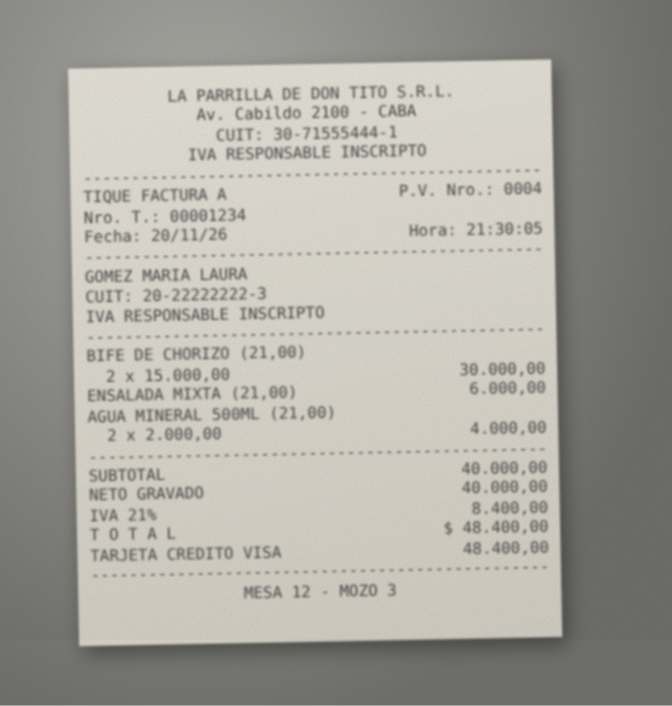 LA PARRILLA DE DON TITO S.R.L.
Av. Cabildo 2100 - CABA
CUIT: 30-71555444-1
IVA RESPONSABLE INSCRIPTO
TIQUE FACTURA A P.V. Nro.: 0004
Nro. T.: 00001234
Fecha: 20/11/26 Hora: 21:30:05
GOMEZ MARIA LAURA
CUIT: 20-22222222-3
IVA RESPONSABLE INSCRIPTO
BIFE DE CHORIZO (21,00)
2 x 15.000,00 30.000,00
ENSALADA MIXTA (21,00) 6.000,00
AGUA MINERAL 500ML (21,00)
2 x 2.000,00 4.000,00
SUBTOTAL 40.000,00
NETO GRAVADO 40.000,00
IVA 21% 8.400,00
T O T A L $ 48.400,00
TARJETA CREDITO VISA 48.400,00
MESA 12 - MOZO 3